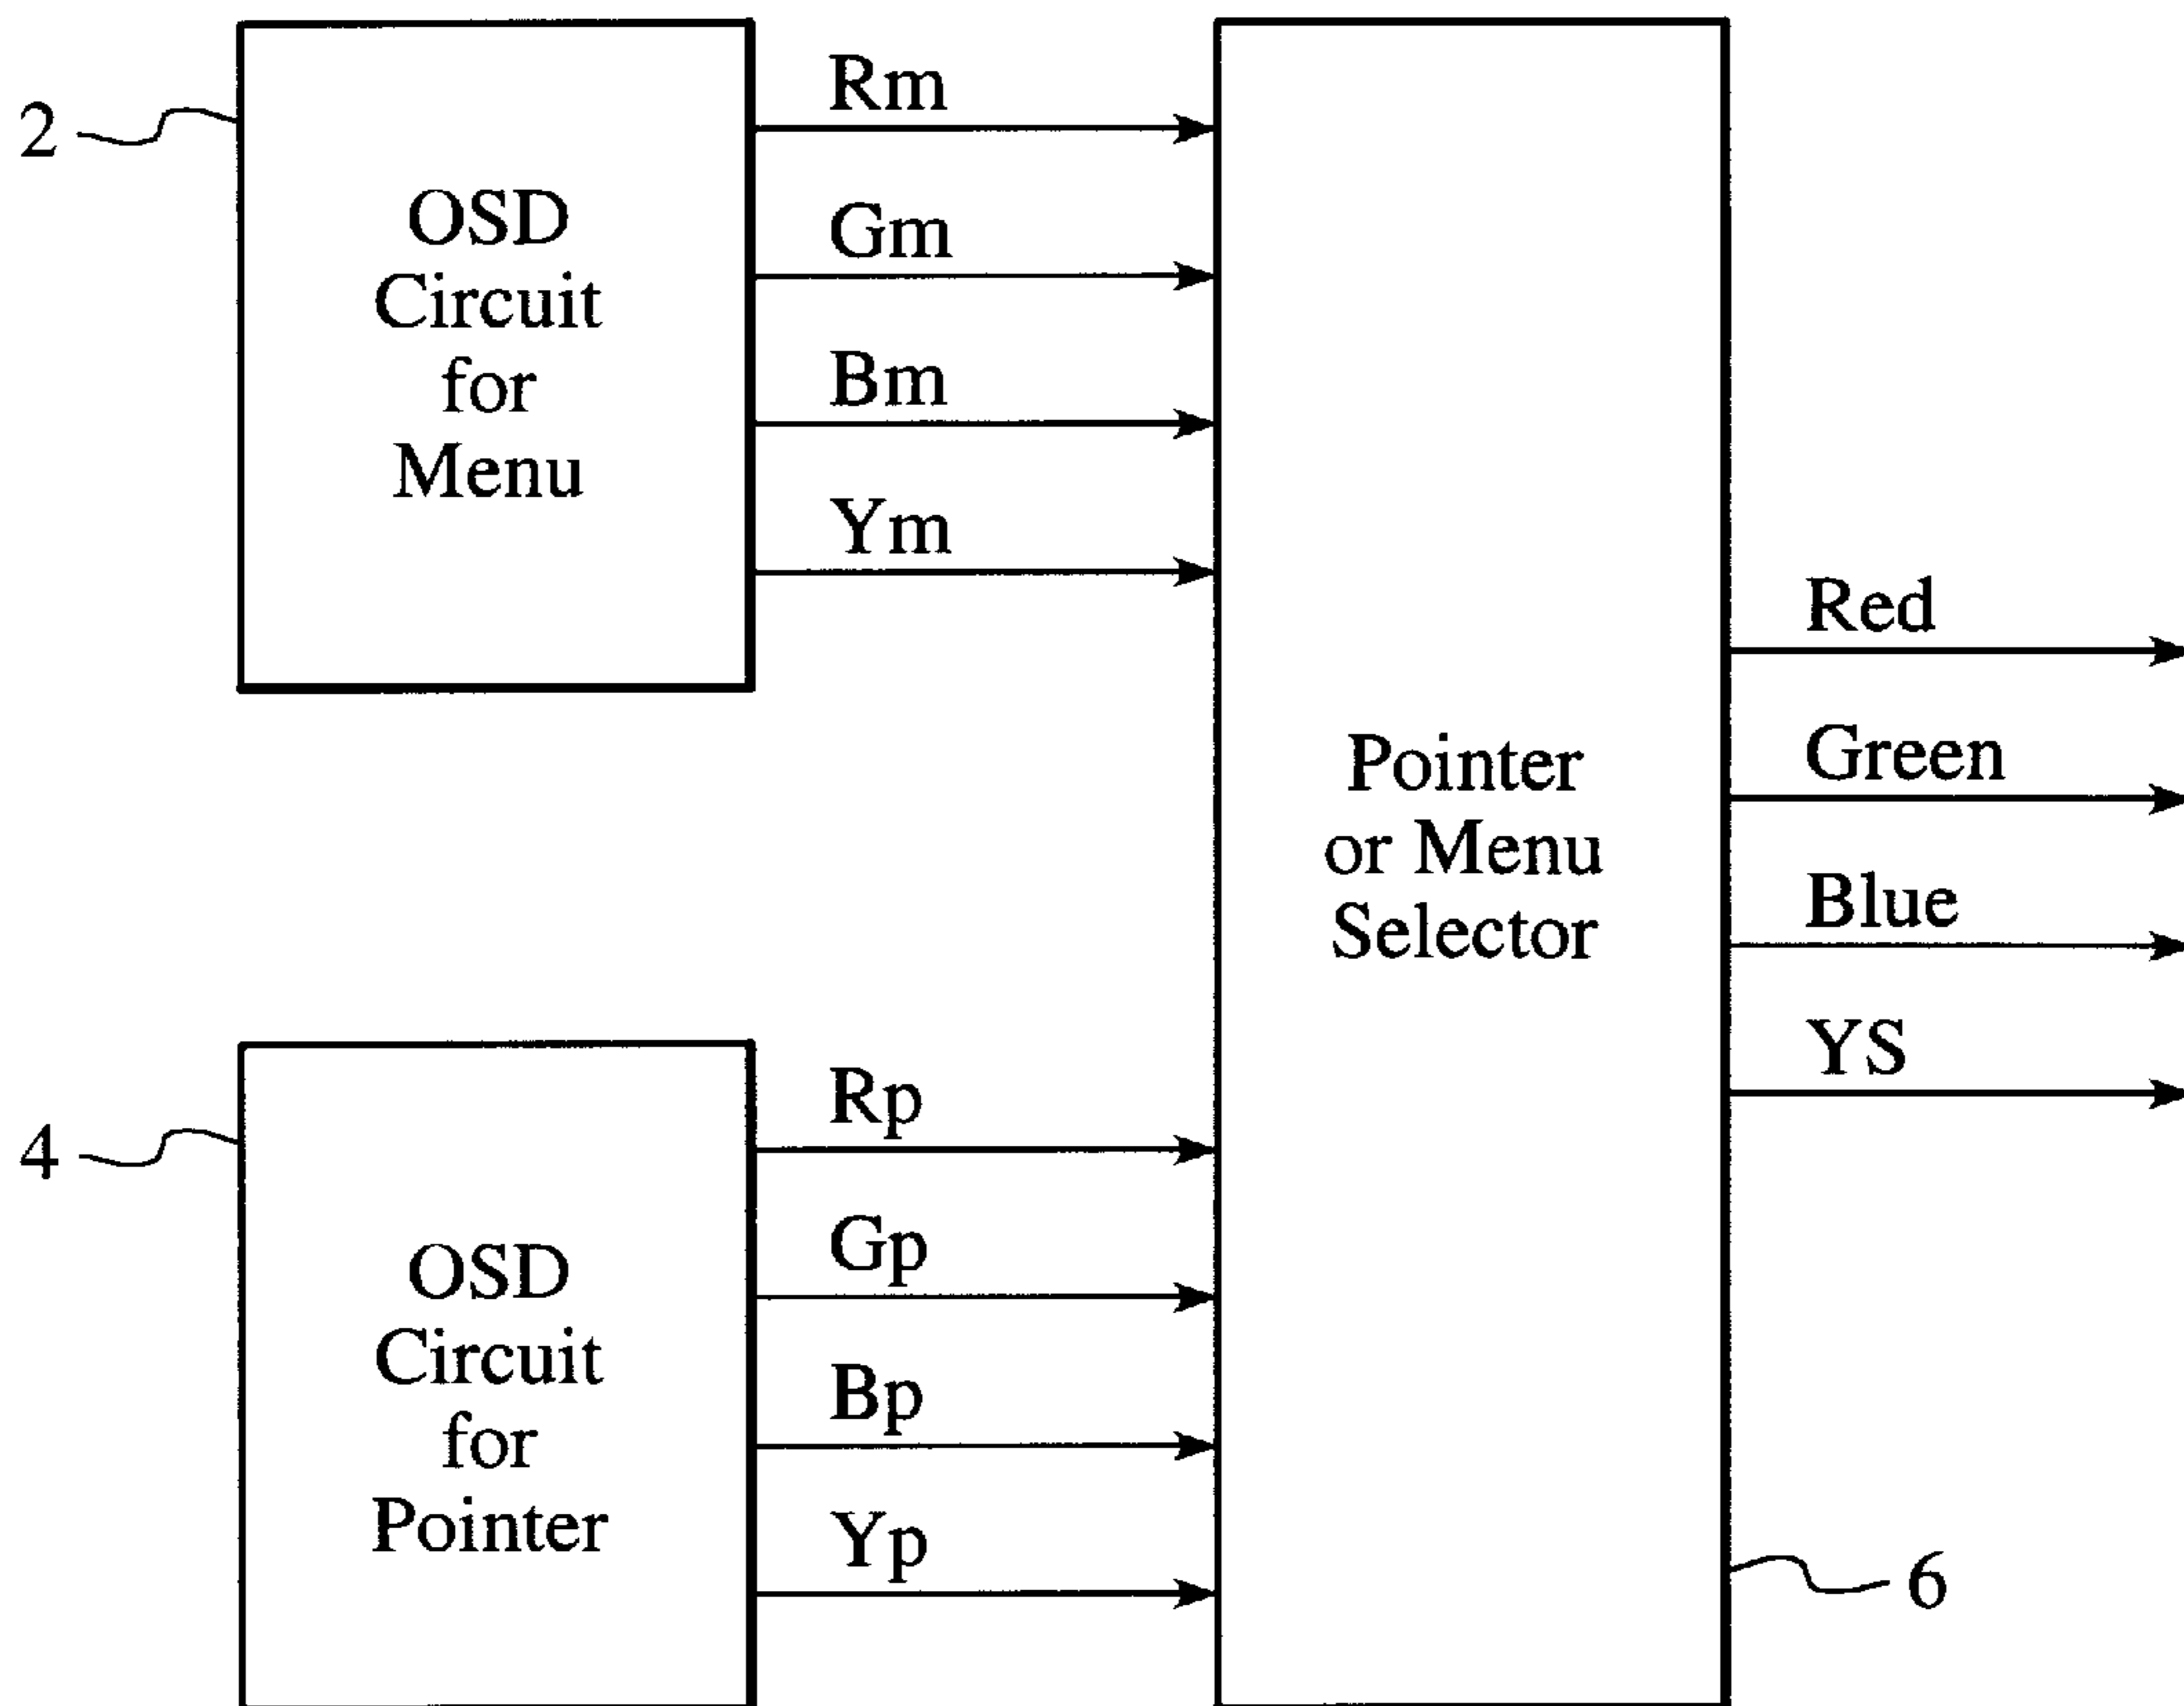 2
OSD
Circuit
for
Menu
Rm
Gm
Bm
Ym
4
OSD
Circuit
for
Pointer
Rp
Gp
Bp
Yp
Pointer
or Menu
Selector
6
Red
Green
Blue
YS